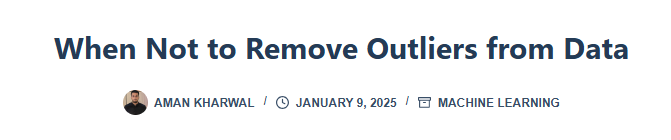 When Not to Remove Outliers from Data
AMAN KHARWAL / JANUARY 9, 2025 / MACHINE LEARNING